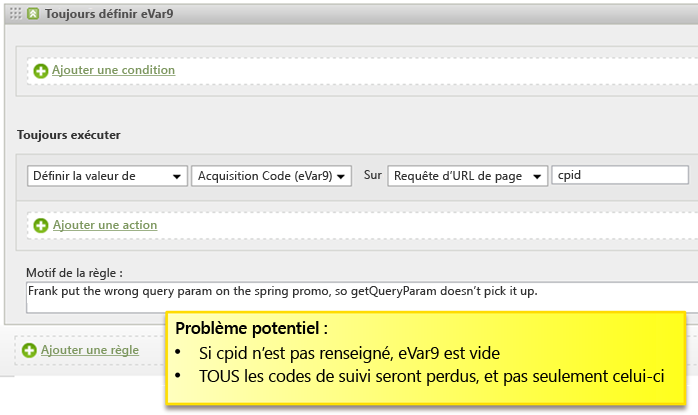 Toujours définir eVar9
Ajouter une condition
Toujours exécuter
Définir la valeur de Acquisition Code (eVar9) Sur Requête d'URL de page cpid
Ajouter une action
Motif de la règle :
Frank put the wrong query param on the spring promo, so getQueryParam doesn't pick it up.
Ajouter une règle
Problème potentiel :
• Si cpid n'est pas renseigné, eVar9 est vide
• TOUS les codes de suivi seront perdus, et pas seulement celui-ci